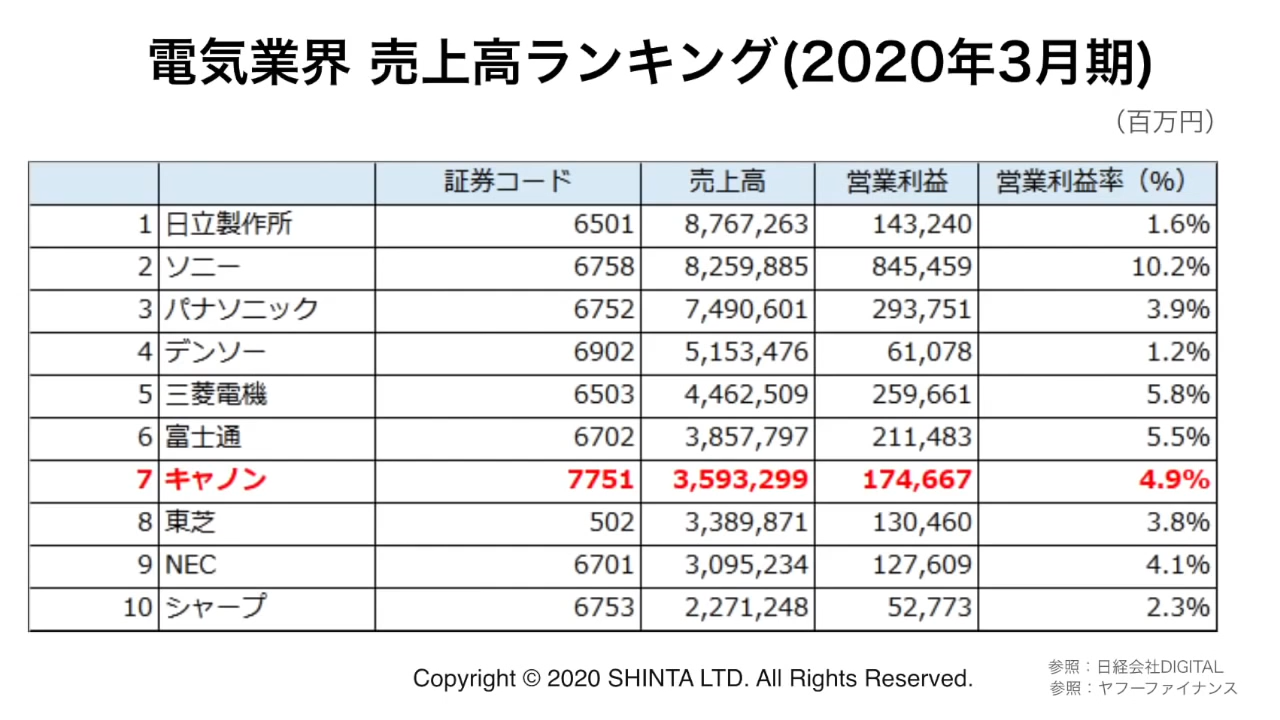 電気業界 売上高ランキング(2020年3月期)
（百万円）
証券コード 売上高 営業利益 営業利益率（%）
1 日立製作所 6501 8,767,263 143,240 1.6%
2 ソニー 6758 8,259,885 845,459 10.2%
3 パナソニック 6752 7,490,601 293,751 3.9%
4 デンソー 6902 5,153,476 61,078 1.2%
5 三菱電機 6503 4,462,509 259,661 5.8%
6 富士通 6702 3,857,797 211,483 5.5%
7 キャノン 7751 3,593,299 174,667 4.9%
8 東芝 502 3,389,871 130,460 3.8%
9 NEC 6701 3,095,234 127,609 4.1%
10 シャープ 6753 2,271,248 52,773 2.3%
Copyright © 2020 SHINTA LTD. All Rights Reserved.
参照：日経会社DIGITAL
参照：ヤフーファイナンス